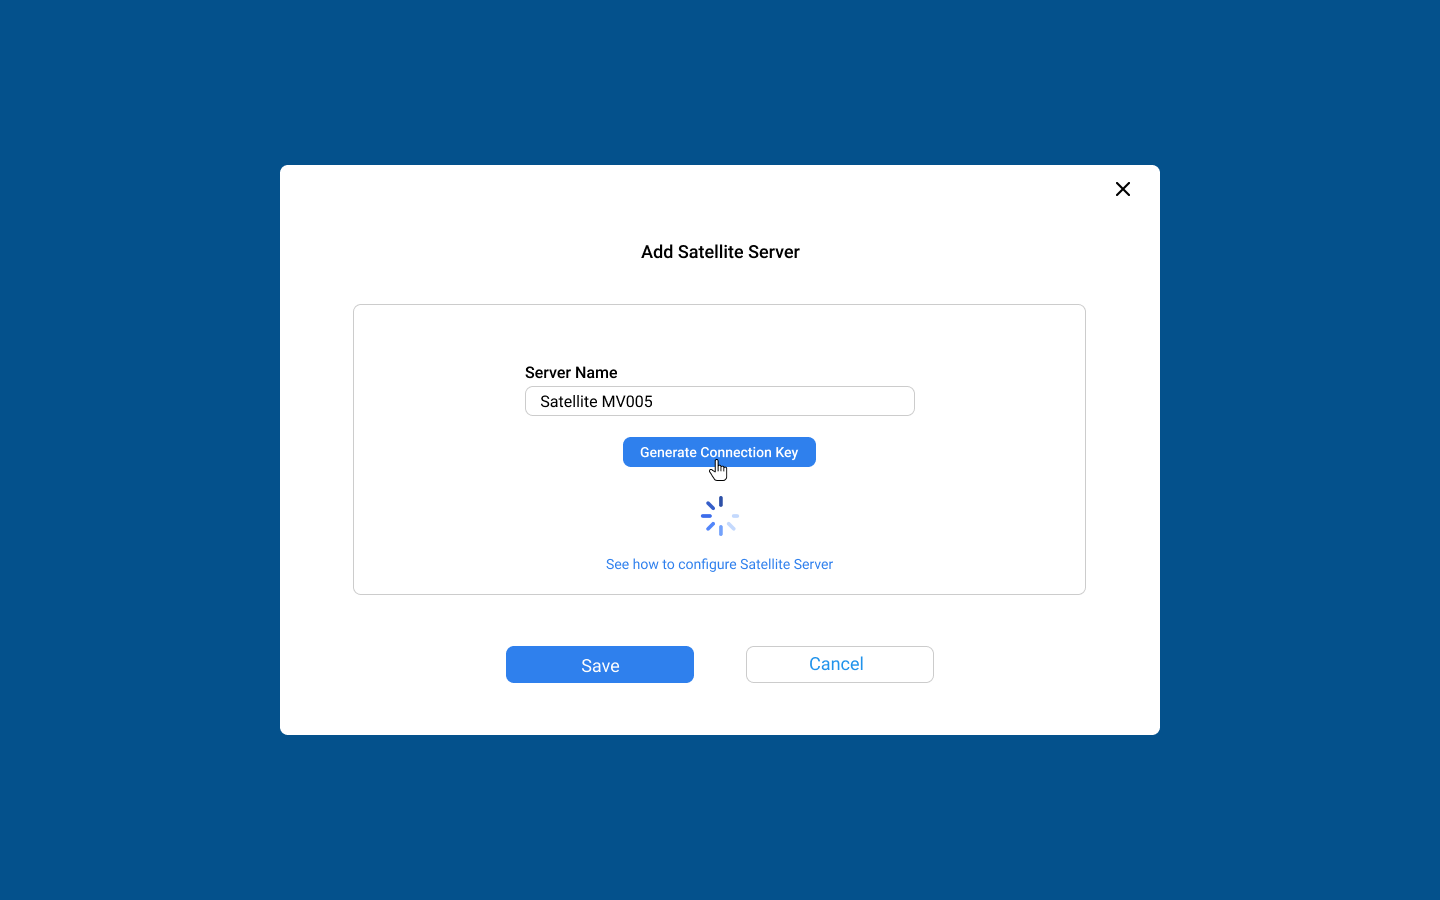 Add Satellite Server
Server Name
Satellite MV005
Generate Connection Key
See how to configure Satellite Server
Save
Cancel